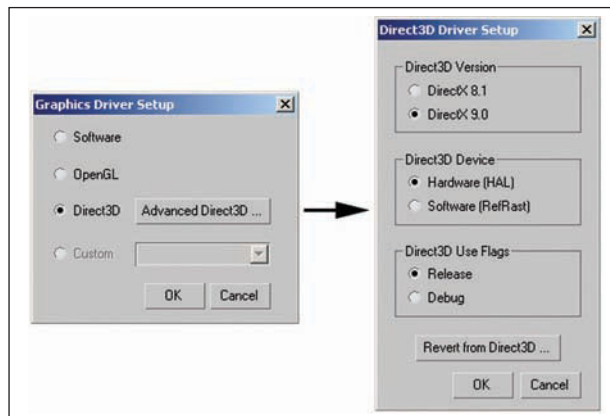 Graphics Driver Setup
Software
OpenGL
Direct3D
Advanced Direct3D ...
Custom
OK
Cancel
Direct3D Driver Setup
Direct3D Version
DirectX 8.1
DirectX 9.0
Direct3D Device
Hardware (HAL)
Software (RefRast)
Direct3D Use Flags
Release
Debug
Revert from Direct3D ...
OK
Cancel